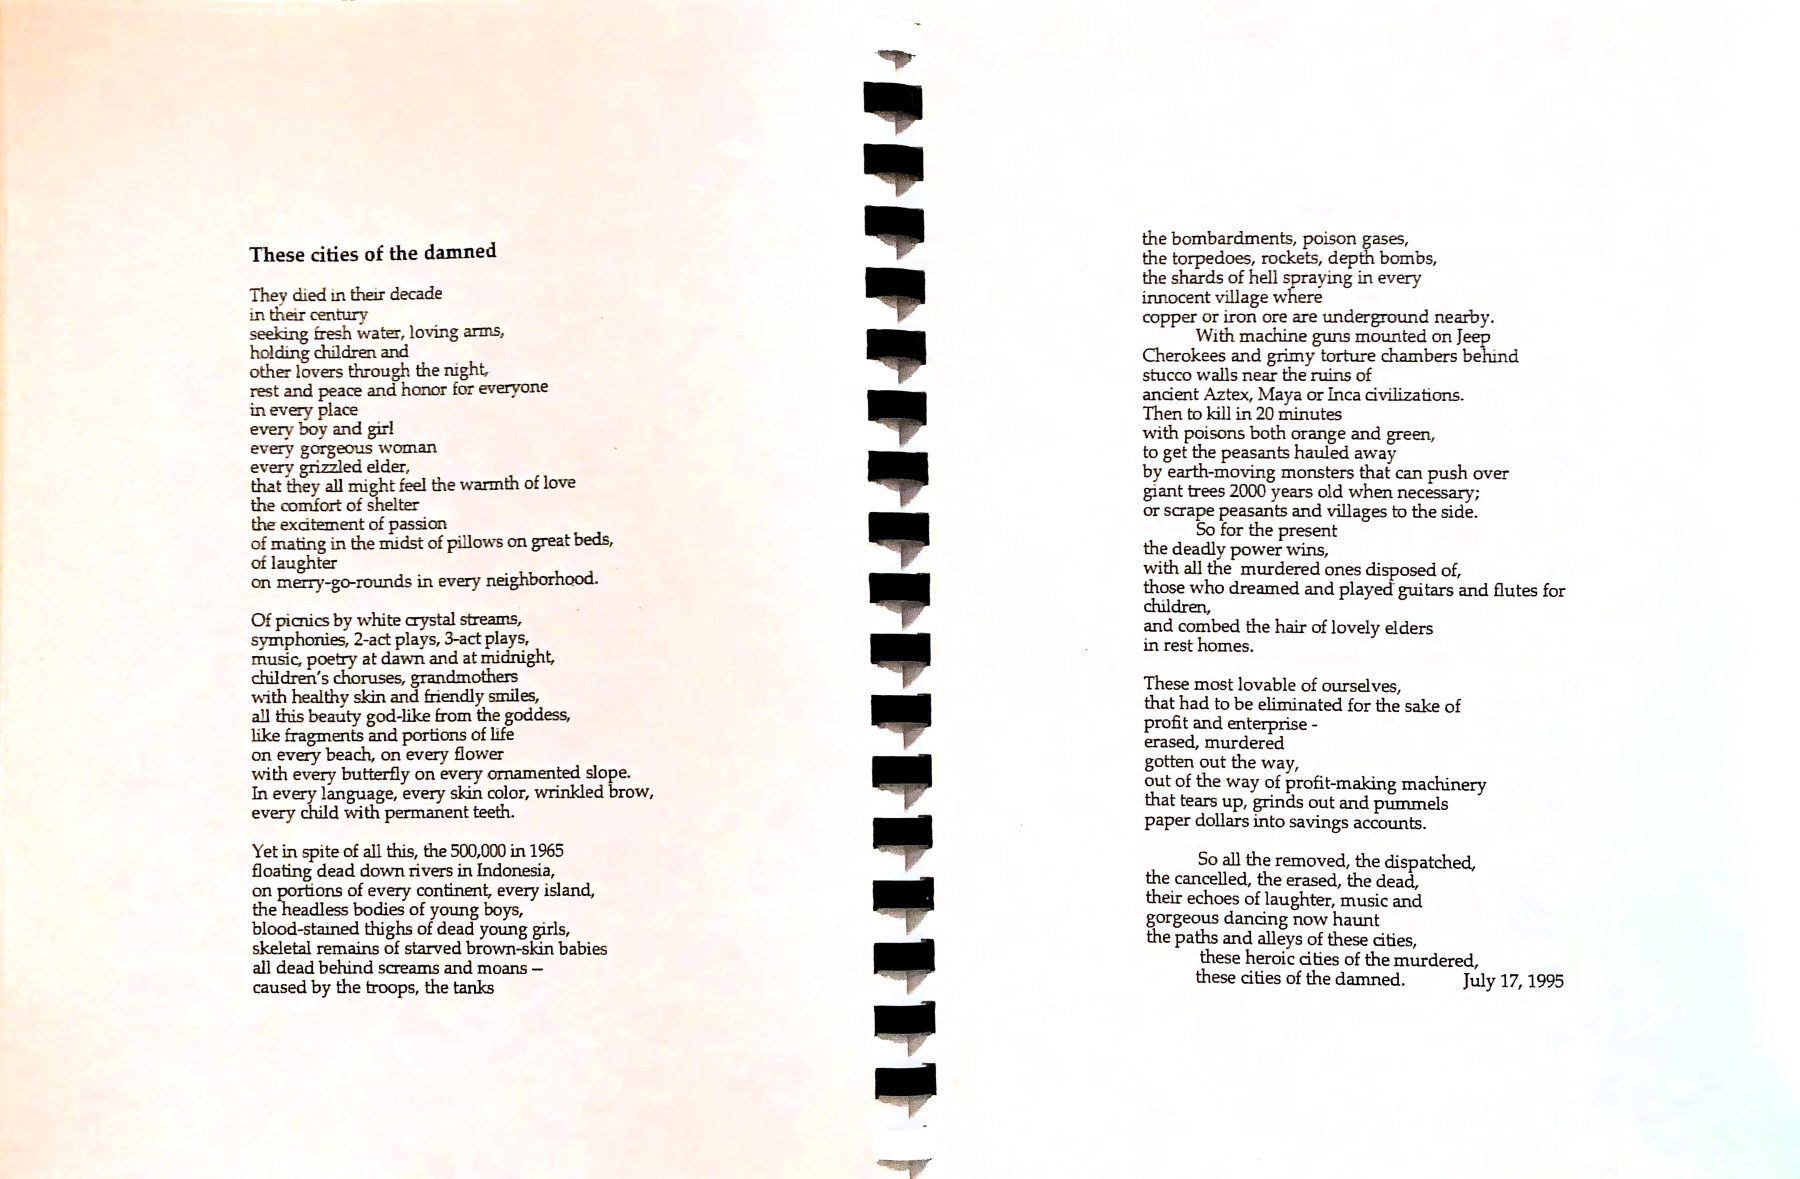 These cities of the damned
They died in their decade
in their century
seeking fresh water, loving arms,
holding children and
other lovers through the night,
rest and peace and honor for everyone
in every place
every boy and girl
every gorgeous woman
every grizzled elder,
that they all might feel the warmth of love
the comfort of shelter
the excitement of passion
of mating in the midst of pillows on great beds,
of laughter
on merry-go-rounds in every neighborhood.
Of picnics by white crystal streams,
symphonies, 2-act plays, 3-act plays,
music, poetry at dawn and at midnight,
children's choruses, grandmothers
with healthy skin and friendly smiles,
all this beauty god-like from the goddess,
like fragments and portions of life
on every beach, on every flower
with every butterfly on every ornamented slope.
In every language, every skin color, wrinkled brow,
every child with permanent teeth.
Yet in spite of all this, the 500,000 in 1965
floating dead down rivers in Indonesia,
on portions of every continent, every island,
the headless bodies of young boys,
blood-stained thighs of dead young girls,
skeletal remains of starved brown-skin babies
all dead behind screams and moans –
caused by the troops, the tanks
the bombardments, poison gases,
the torpedoes, rockets, depth bombs,
the shards of hell spraying in every
innocent village where
copper or iron ore are underground nearby.
With machine guns mounted on Jeep
Cherokees and grimy torture chambers behind
stucco walls near the ruins of
ancient Aztex, Maya or Inca civilizations.
Then to kill in 20 minutes
with poisons both orange and green,
to get the peasants hauled away
by earth-moving monsters that can push over
giant trees 2000 years old when necessary;
or scrape peasants and villages to the side.
So for the present
the deadly power wins,
with all the murdered ones disposed of,
those who dreamed and played guitars and flutes for
children,
and combed the hair of lovely elders
in rest homes.
These most lovable of ourselves,
that had to be eliminated for the sake of
profit and enterprise -
erased, murdered
gotten out the way,
out of the way of profit-making machinery
that tears up, grinds out and pummels
paper dollars into savings accounts.
So all the removed, the dispatched,
the cancelled, the erased, the dead,
their echoes of laughter, music and
gorgeous dancing now haunt
the paths and alleys of these cities,
these heroic cities of the murdered,
these cities of the damned. July 17, 1995